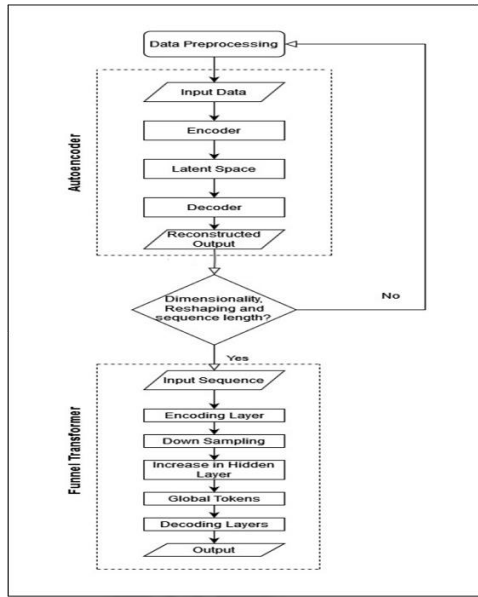 Data Preprocessing
Autoencoder
Input Data
Encoder
Latent Space
Decoder
Reconstructed
Output
Dimensionality,
Reshaping and
sequence length?
No
Yes
Funnel Transformer
Input Sequence
Encoding Layer
Down Sampling
Increase in Hidden
Layer
Global Tokens
Decoding Layers
Output